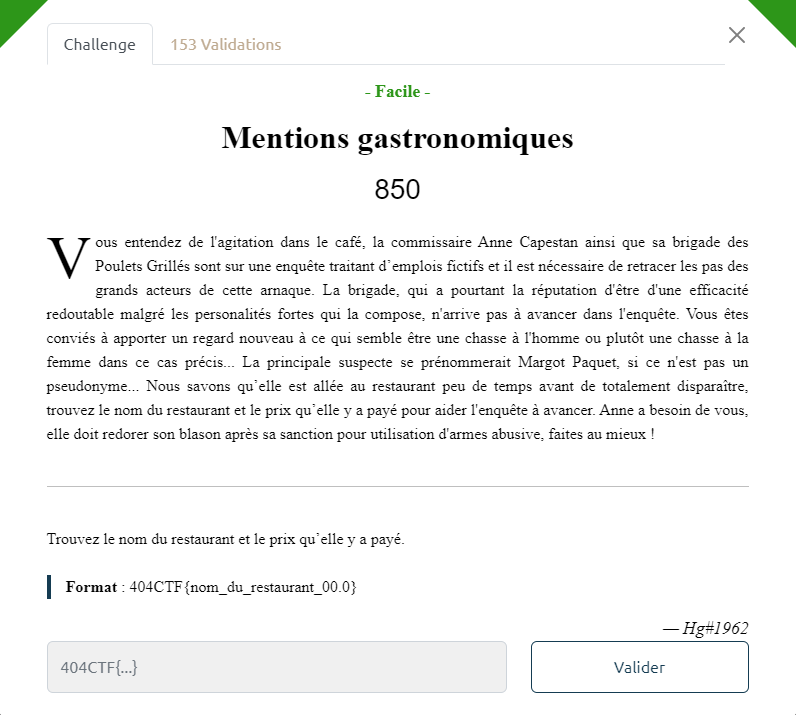 Challenge
153 Validations
- Facile -
Mentions gastronomiques
850
Vous entendez de l'agitation dans le café, la commissaire Anne Capestan ainsi que sa brigade des
Poulets Grillés sont sur une enquête traitant d’emplois fictifs et il est nécessaire de retracer les pas des
grands acteurs de cette arnaque. La brigade, qui a pourtant la réputation d'être d'une efficacité
redoutable malgré les personalités fortes qui la compose, n'arrive pas à avancer dans l'enquête. Vous êtes
conviés à apporter un regard nouveau à ce qui semble être une chasse à l'homme ou plutôt une chasse à la
femme dans ce cas précis... La principale suspecte se prénommerait Margot Paquet, si ce n'est pas un
pseudonyme... Nous savons qu’elle est allée au restaurant peu de temps avant de totalement disparaître,
trouvez le nom du restaurant et le prix qu’elle y a payé pour aider l'enquête à avancer. Anne a besoin de vous,
elle doit redorer son blason après sa sanction pour utilisation d'armes abusive, faites au mieux !
Trouvez le nom du restaurant et le prix qu’elle y a payé.
Format : 404CTF{nom_du_restaurant_00.0}
— Hg#1962
404CTF{...}
Valider